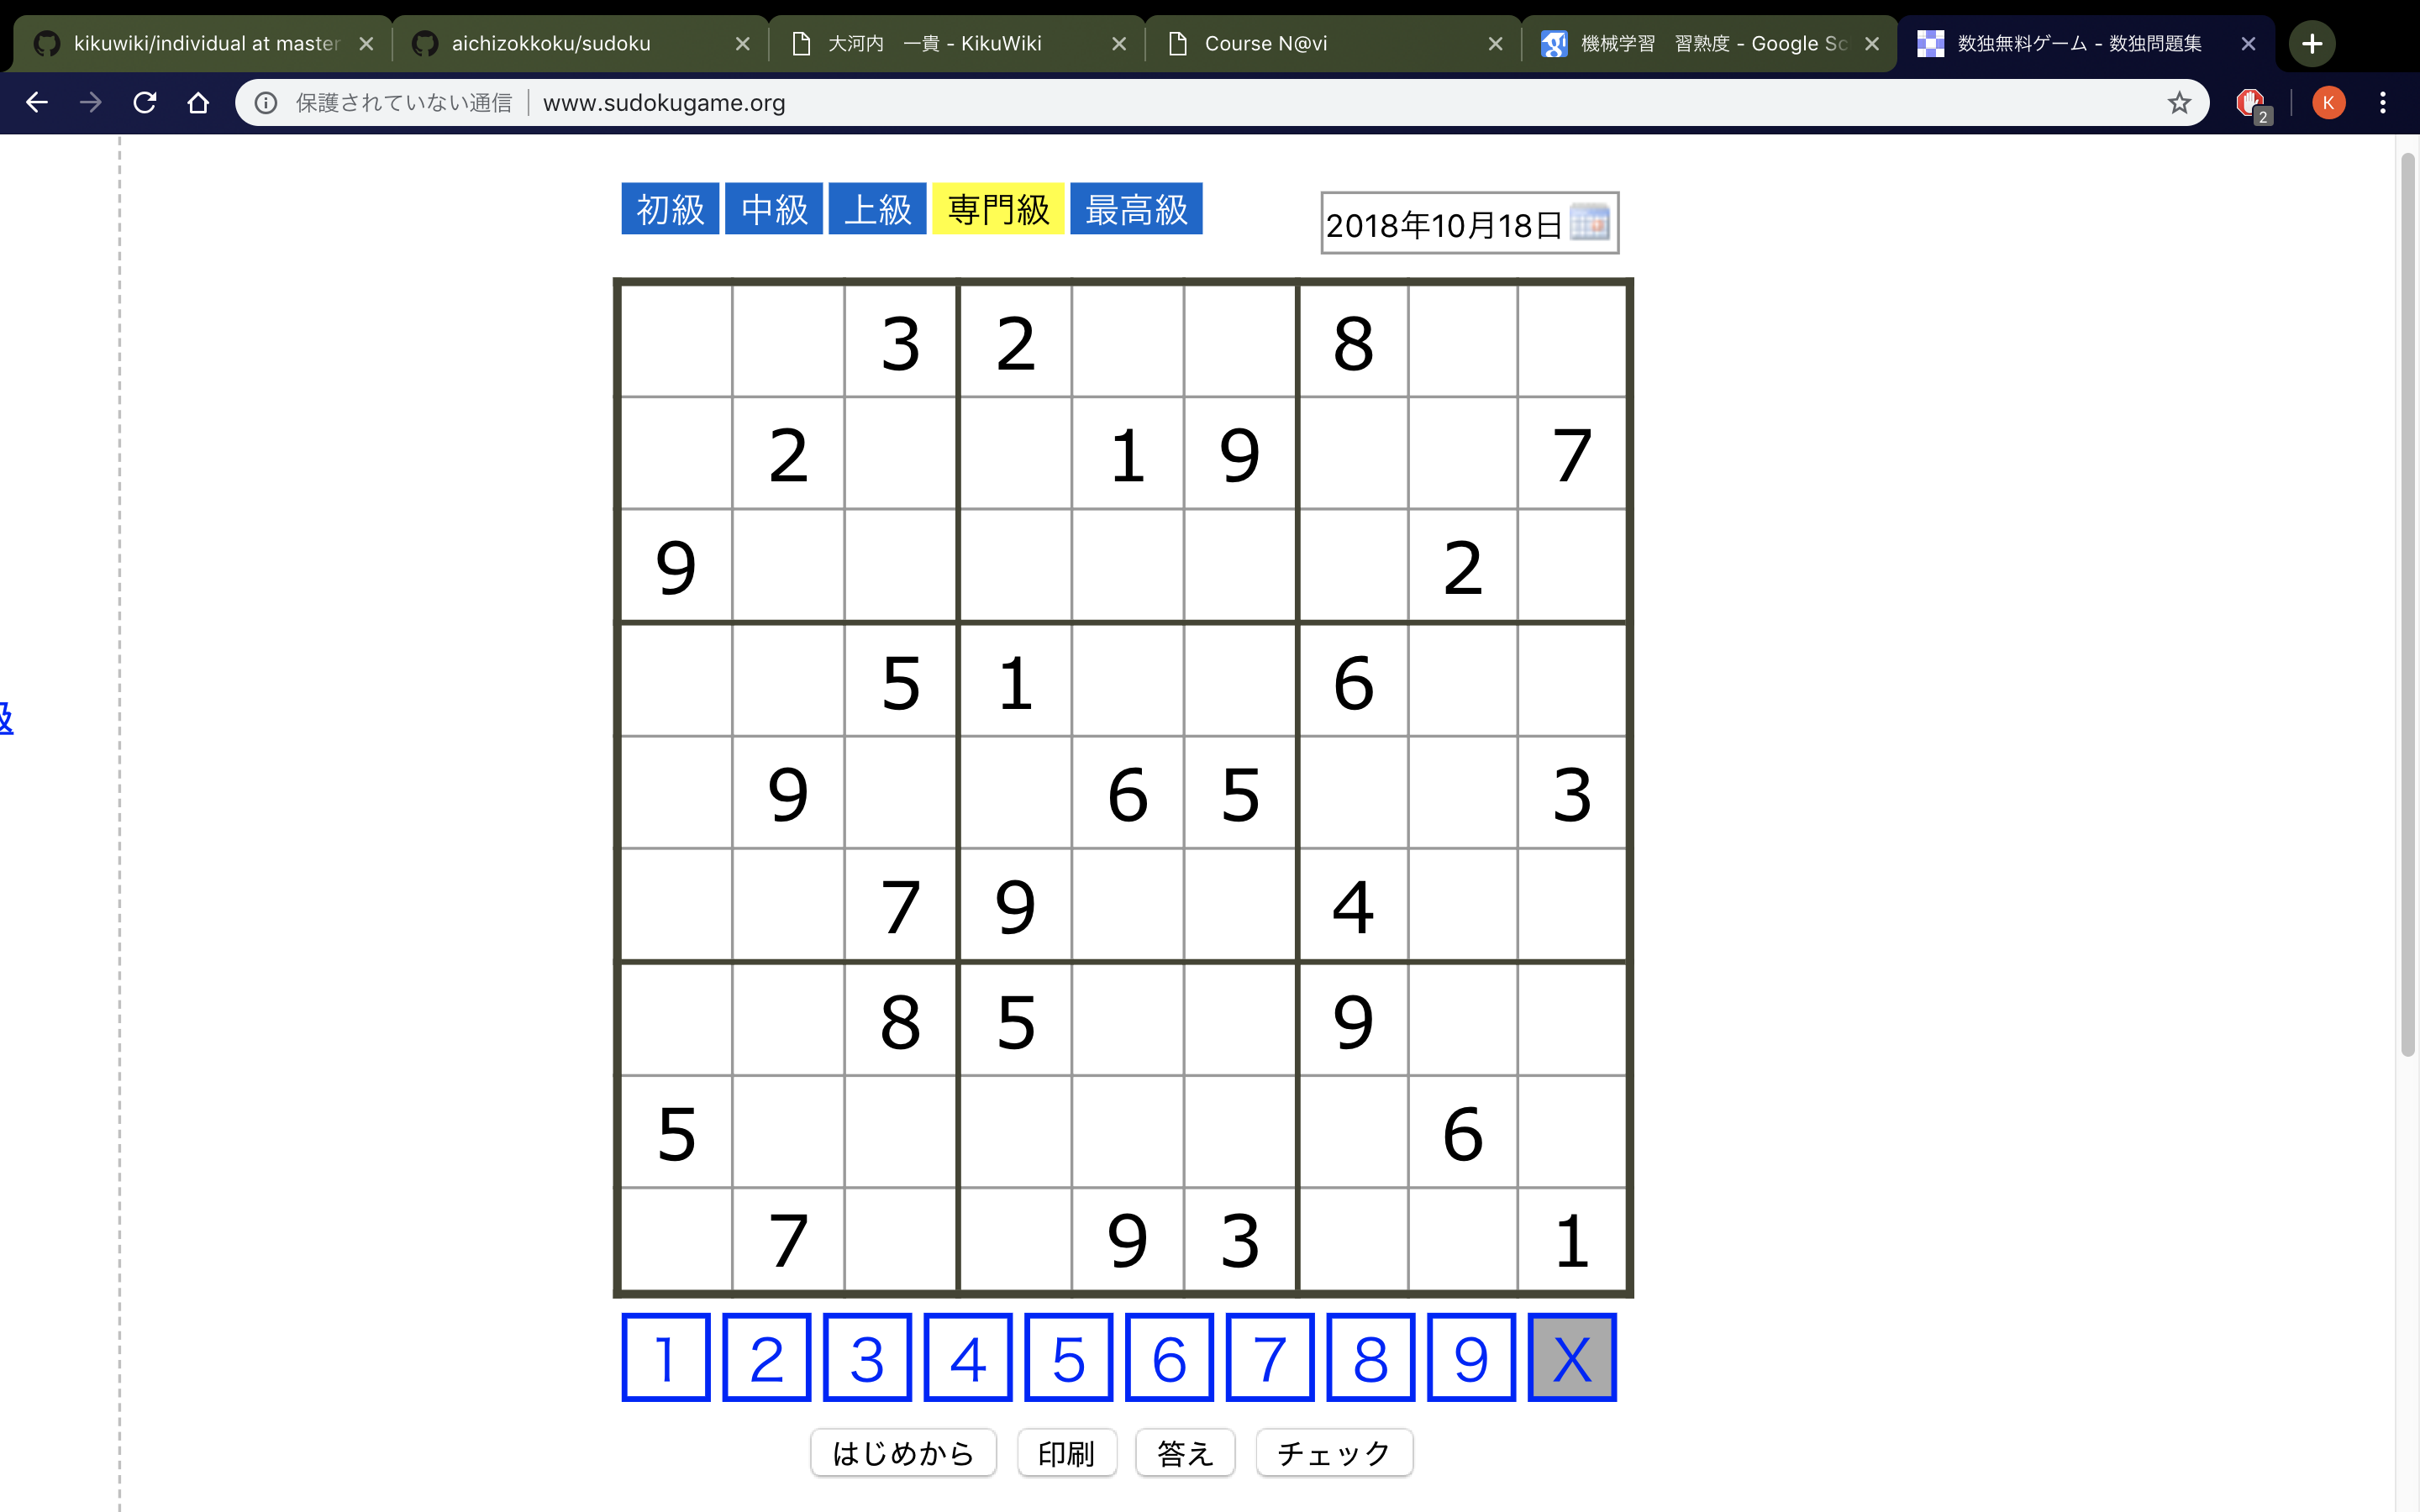 kikuwiki/individual at master
aichizokkoku/sudoku
大河内　一貴 - KikuWiki
Course N@vi
機械学習　習熟度 - Google Sc
数独無料ゲーム - 数独問題集
保護されていない通信 www.sudokugame.org
2
K
初級 中級 上級 専門級 最高級
2018年10月18日
3 2 8
2 1 9 7
9 2
5 1 6
級
9 6 5 3
7 9 4
8 5 9
5 6
7 9 3 1
1 2 3 4 5 6 7 8 9 X
はじめから 印刷 答え チェック